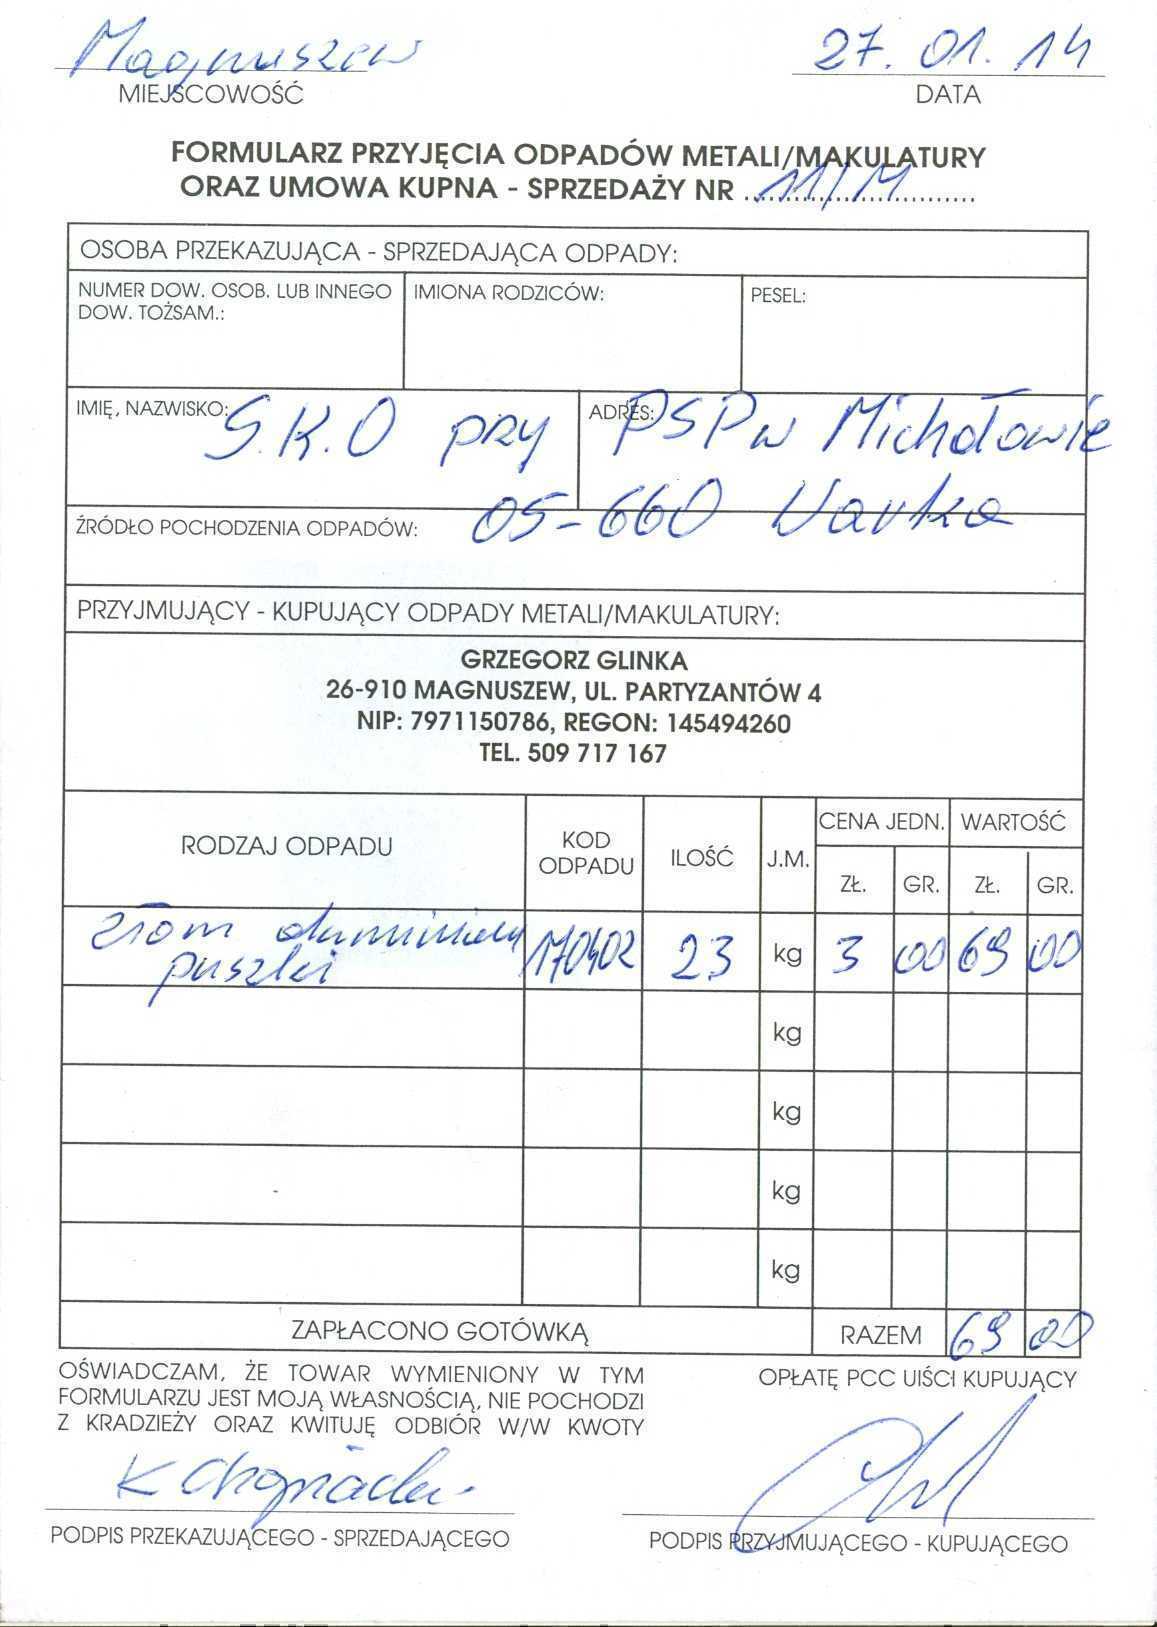 Magnuszew 27. 01. 14
MIEJSCOWOŚĆ DATA
FORMULARZ PRZYJĘCIA ODPADÓW METALI/MAKULATURY
ORAZ UMOWA KUPNA - SPRZEDAŻY NR 11/M
OSOBA PRZEKAZUJĄCA - SPRZEDAJĄCA ODPADY:
NUMER DOW. OSOB. LUB INNEGO IMIONA RODZICÓW: PESEL:
DOW. TOŻSAM.:
IMIĘ, NAZWISKO: S.K.O przy ADRES: PSP w Michałowie
ŹRÓDŁO POCHODZENIA ODPADÓW: 05-660 Warka
PRZYJMUJĄCY - KUPUJĄCY ODPADY METALI/MAKULATURY:
GRZEGORZ GLINKA
26-910 MAGNUSZEW, UL. PARTYZANTÓW 4
NIP: 7971150786, REGON: 145494260
TEL. 509 717 167
RODZAJ ODPADU KOD ODPADU ILOŚĆ J.M. CENA JEDN. WARTOŚĆ
ZŁ. GR. ZŁ. GR.
złom 170402 23 kg 3 00 69 00
puszki
kg
kg
kg
kg
ZAPŁACONO GOTÓWKĄ RAZEM 69 00
OŚWIADCZAM, ŻE TOWAR WYMIENIONY W TYM
FORMULARZU JEST MOJĄ WŁASNOŚCIĄ, NIE POCHODZI
Z KRADZIEŻY ORAZ KWITUJĘ ODBIÓR W/W KWOTY
OPŁATĘ PCC UIŚCI KUPUJĄCY
PODPIS PRZEKAZUJĄCEGO - SPRZEDAJĄCEGO
PODPIS PRZYJMUJĄCEGO - KUPUJĄCEGO